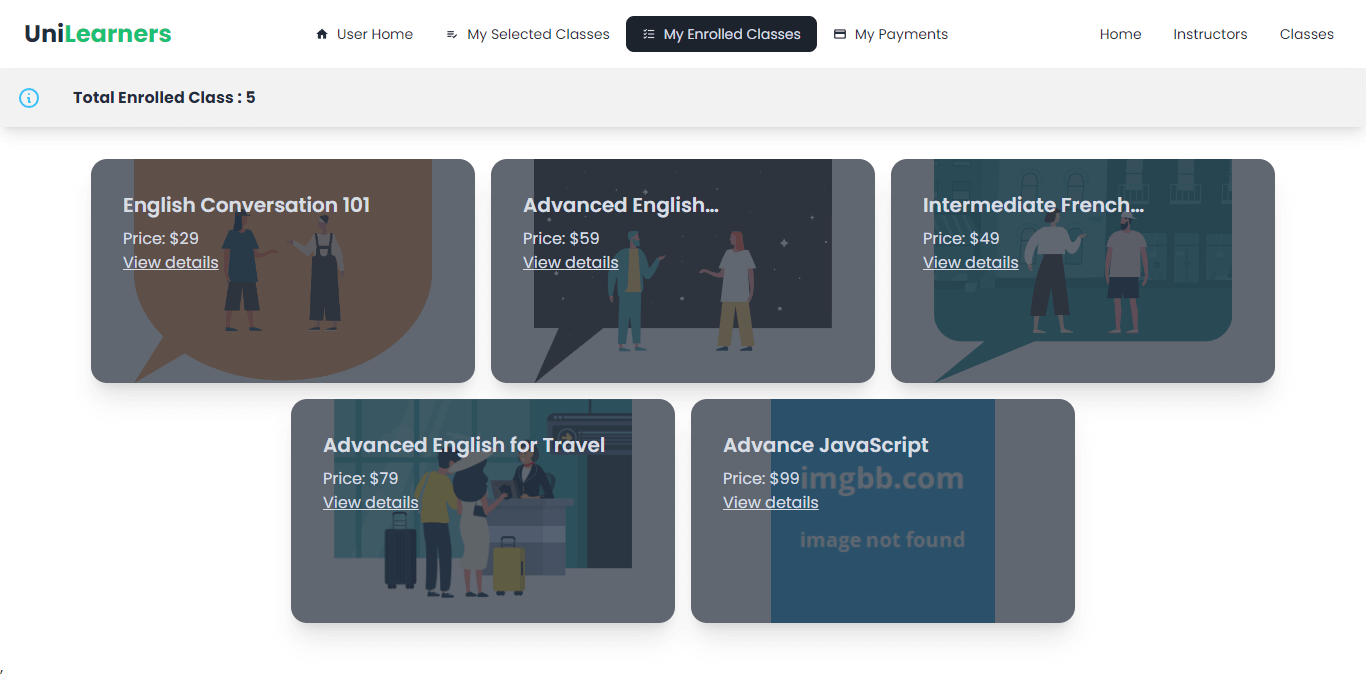 UniLearners
User Home
My Selected Classes
My Enrolled Classes
My Payments
Home
Instructors
Classes
Total Enrolled Class : 5
English Conversation 101
Price: $29
View details
Advanced English...
Price: $59
View details
Intermediate French...
Price: $49
View details
Advanced English for Travel
Price: $79
View details
Advance JavaScript
Price: $99
View details
imgbb.com
image not found
,